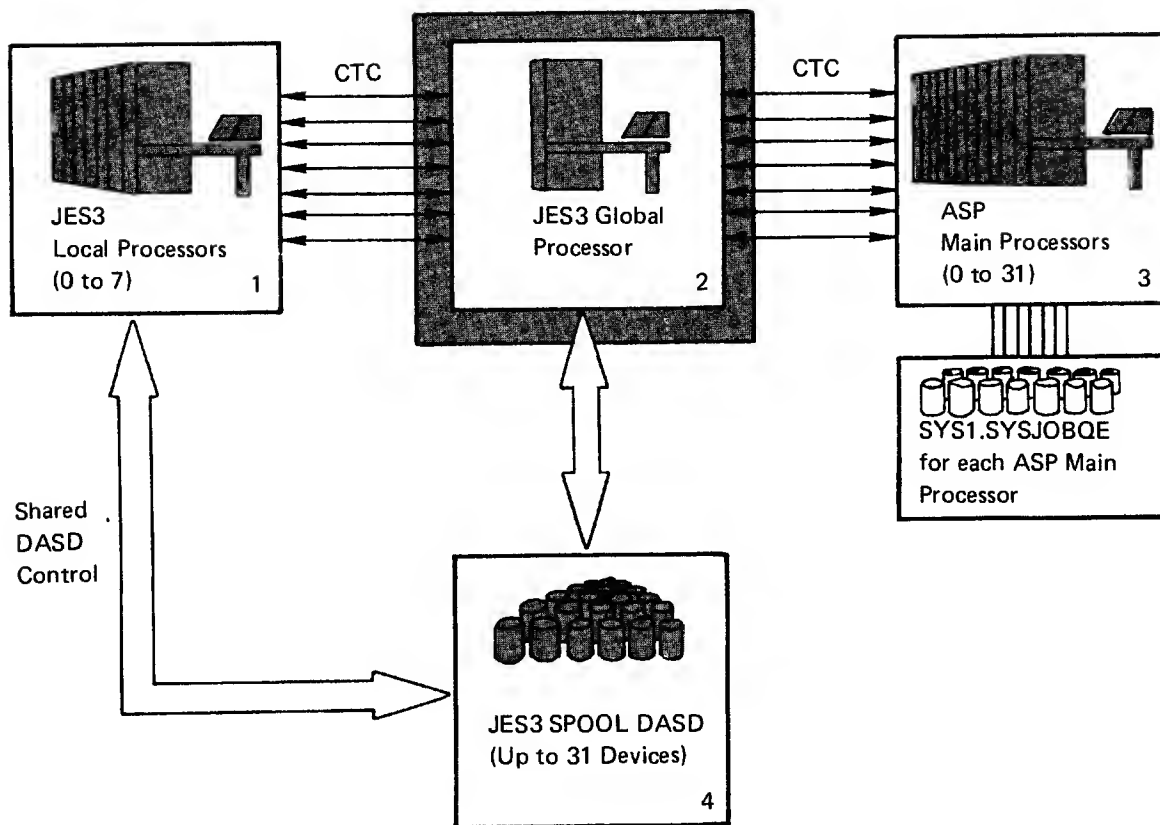 CTC
CTC
JES3
Local Processors
(0 to 7)
1
JES3 Global
Processor
2
ASP
Main Processors
(0 to 31)
3
SYS1.SYSJOBQE
for each ASP Main
Processor
Shared
DASD
Control
JES3 SPOOL DASD
(Up to 31 Devices)
4